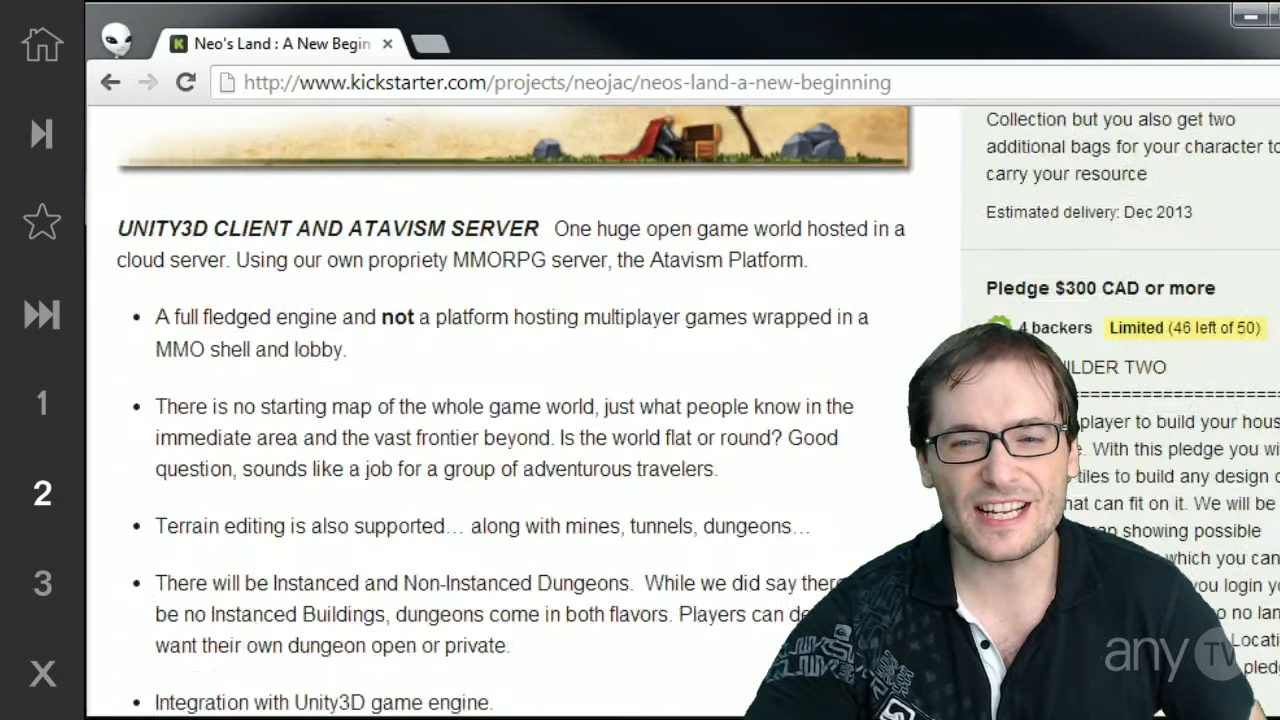 Neo's Land : A New Begin
http://www.kickstarter.com/projects/neojac/neos-land-a-new-beginning
UNITY3D CLIENT AND ATAVISM SERVER One huge open game world hosted in a
cloud server. Using our own propriety MMORPG server, the Atavism Platform.
• A full fledged engine and not a platform hosting multiplayer games wrapped in a
MMO shell and lobby.
• There is no starting map of the whole game world, just what people know in the
immediate area and the vast frontier beyond. Is the world flat or round? Good
question, sounds like a job for a group of adventurous travelers.
• Terrain editing is also supported… along with mines, tunnels, dungeons…
• There will be Instanced and Non-Instanced Dungeons. While we did say there
be no Instanced Buildings, dungeons come in both flavors. Players can de
want their own dungeon open or private.
• Integration with Unity3D game engine.
Collection but you also get two
additional bags for your character to
carry your resource
Estimated delivery: Dec 2013
Pledge $300 CAD or more
4 backers Limited (46 left of 50)
ILDER TWO
==================
player to build your hous
e. With this pledge you wi
tiles to build any design o
hat can fit on it. We will be
ap showing possible
which you can
you login yo
o no lan
Locati
pledg
1
2
3
X
any TV